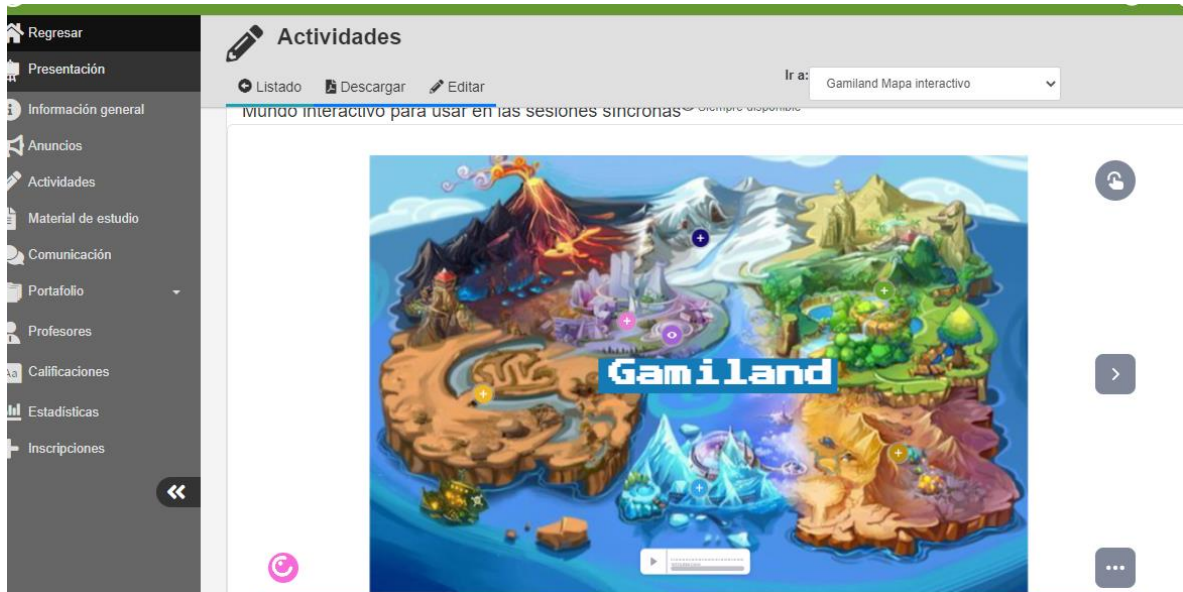 Regresar
Presentación
Información general
Anuncios
Actividades
Material de estudio
Comunicación
Portafolio
Profesores
Calificaciones
Estadísticas
Inscripciones
Actividades
Listado Descargar Editar
Ir a: Gamiland Mapa interactivo
Mundo interactivo para usar en las sesiones síncronas Siempre disponible
Gamiland